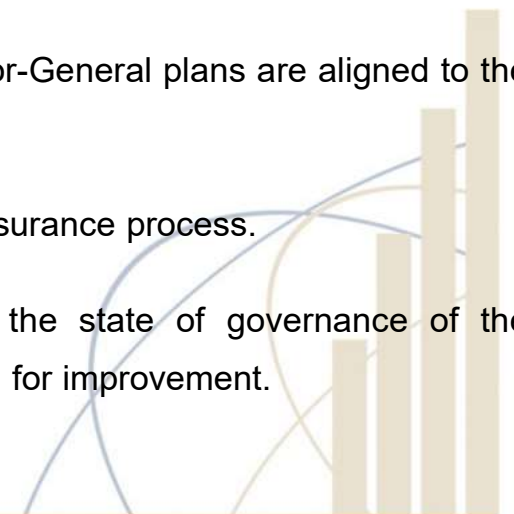 or-General plans are aligned to the
surance process.
the state of governance of the
for improvement.